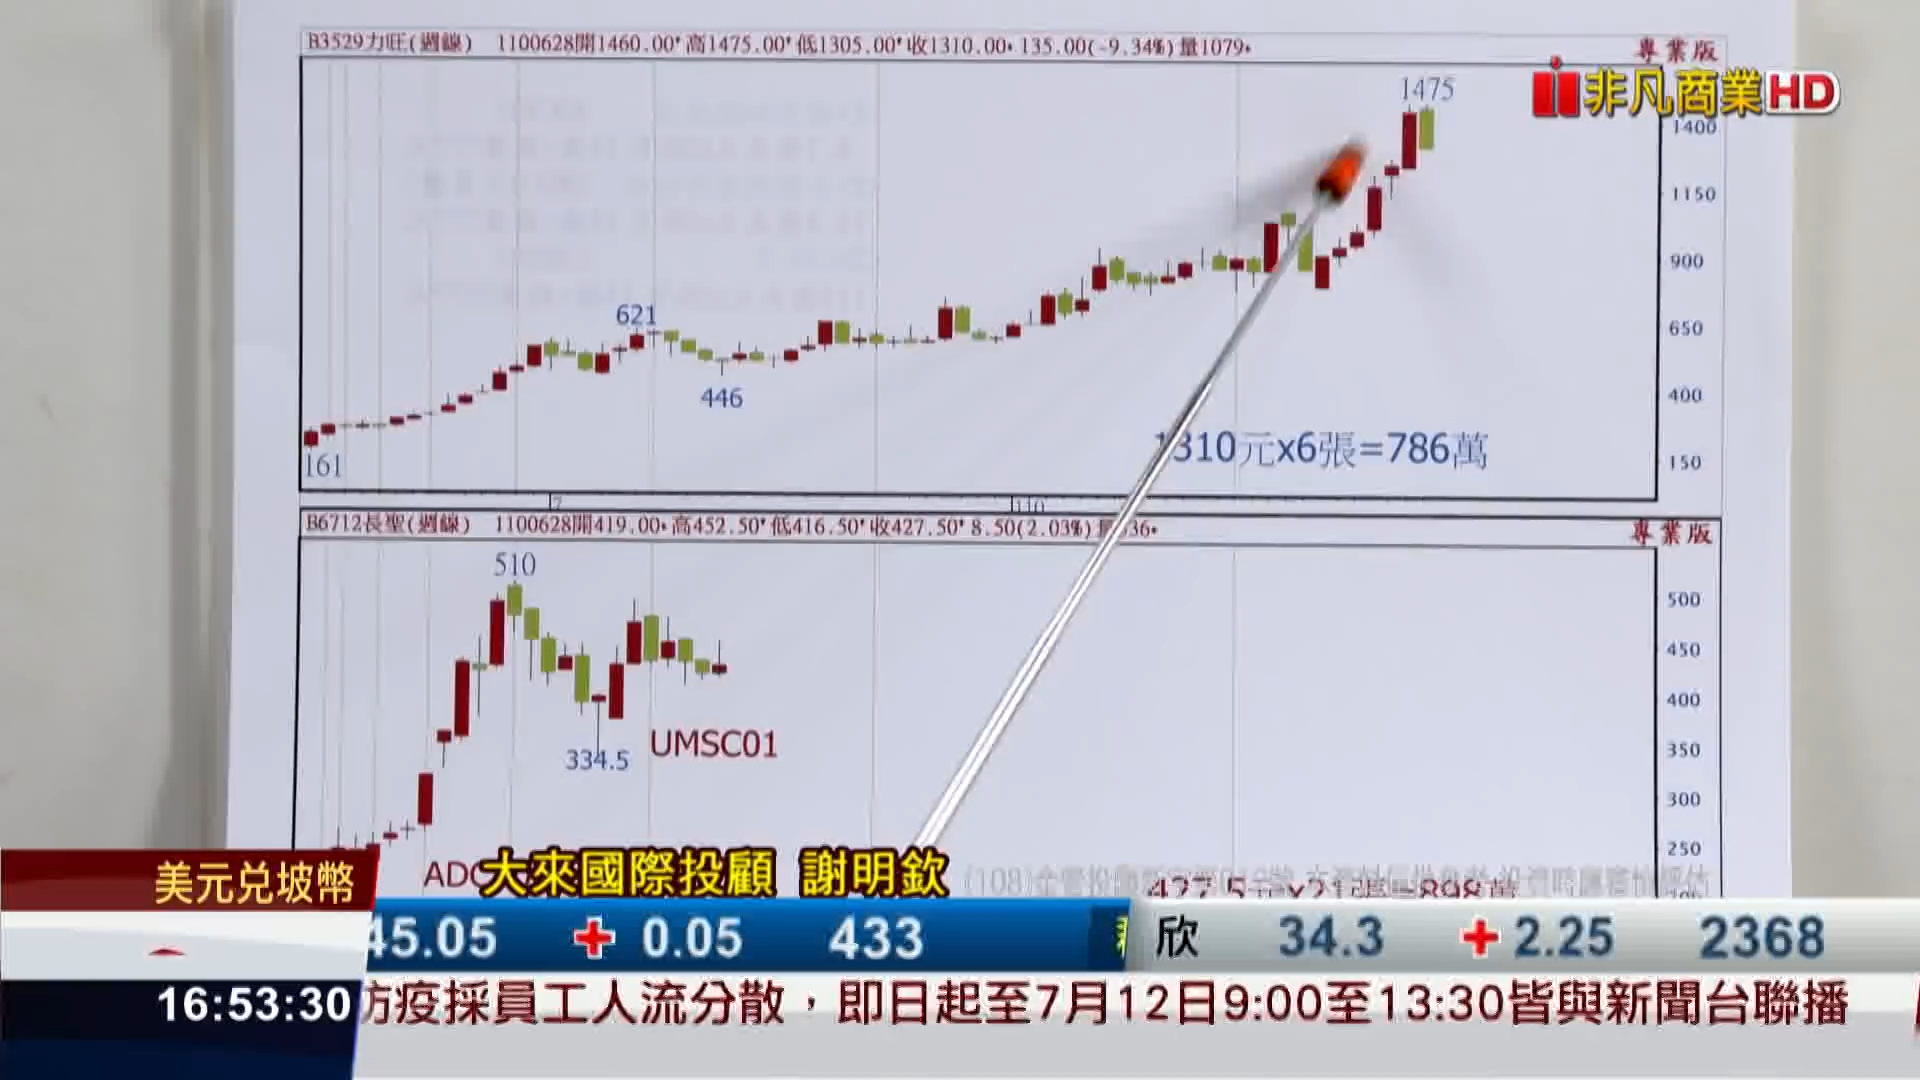 B3529力旺(週線) 1100628開1460.00 高1475.00 低1305.00 收1310.00 135.00(-9.34%)量1079
專業版
非凡商業HD
1475
1400
1150
900
621
650
446
400
161
1310元x6張=786萬
150
7
110
B6712長聖(週線) 1100628開419.00 高452.50 低416.50 收427.50 8.50(2.03%)
專業版
510
500
450
400
UMSC01
334.5
350
300
250
美元兌坡幣
大來國際投顧 謝明欽
45.05 + 0.05 433
欣 34.3 + 2.25 2368
16:53:30
防疫採員工人流分散，即日起至7月12日9:00至13:30皆與新聞台聯播